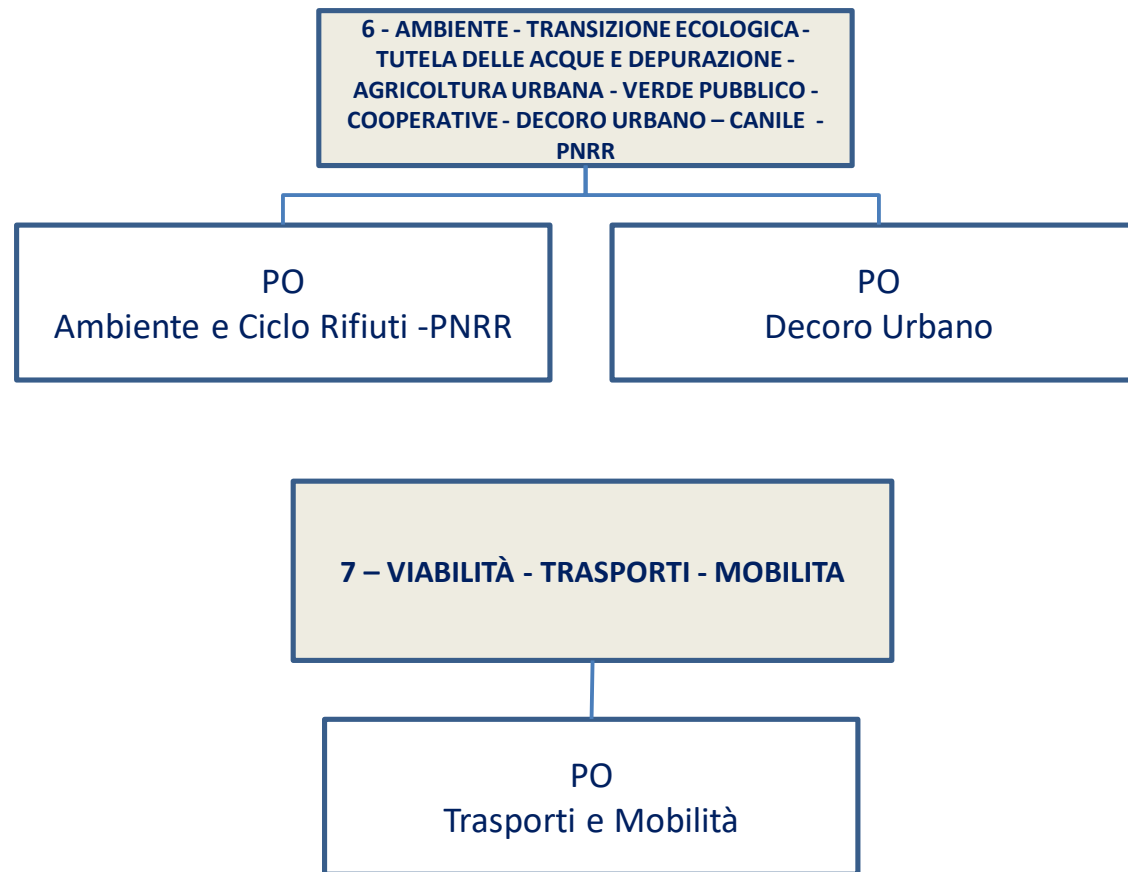 6 - AMBIENTE - TRANSIZIONE ECOLOGICA -
TUTELA DELLE ACQUE E DEPURAZIONE -
AGRICOLTURA URBANA - VERDE PUBBLICO -
COOPERATIVE - DECORO URBANO – CANILE -
PNRR
PO
Ambiente e Ciclo Rifiuti -PNRR
PO
Decoro Urbano
7 – VIABILITÀ - TRASPORTI - MOBILITA
PO
Trasporti e Mobilità